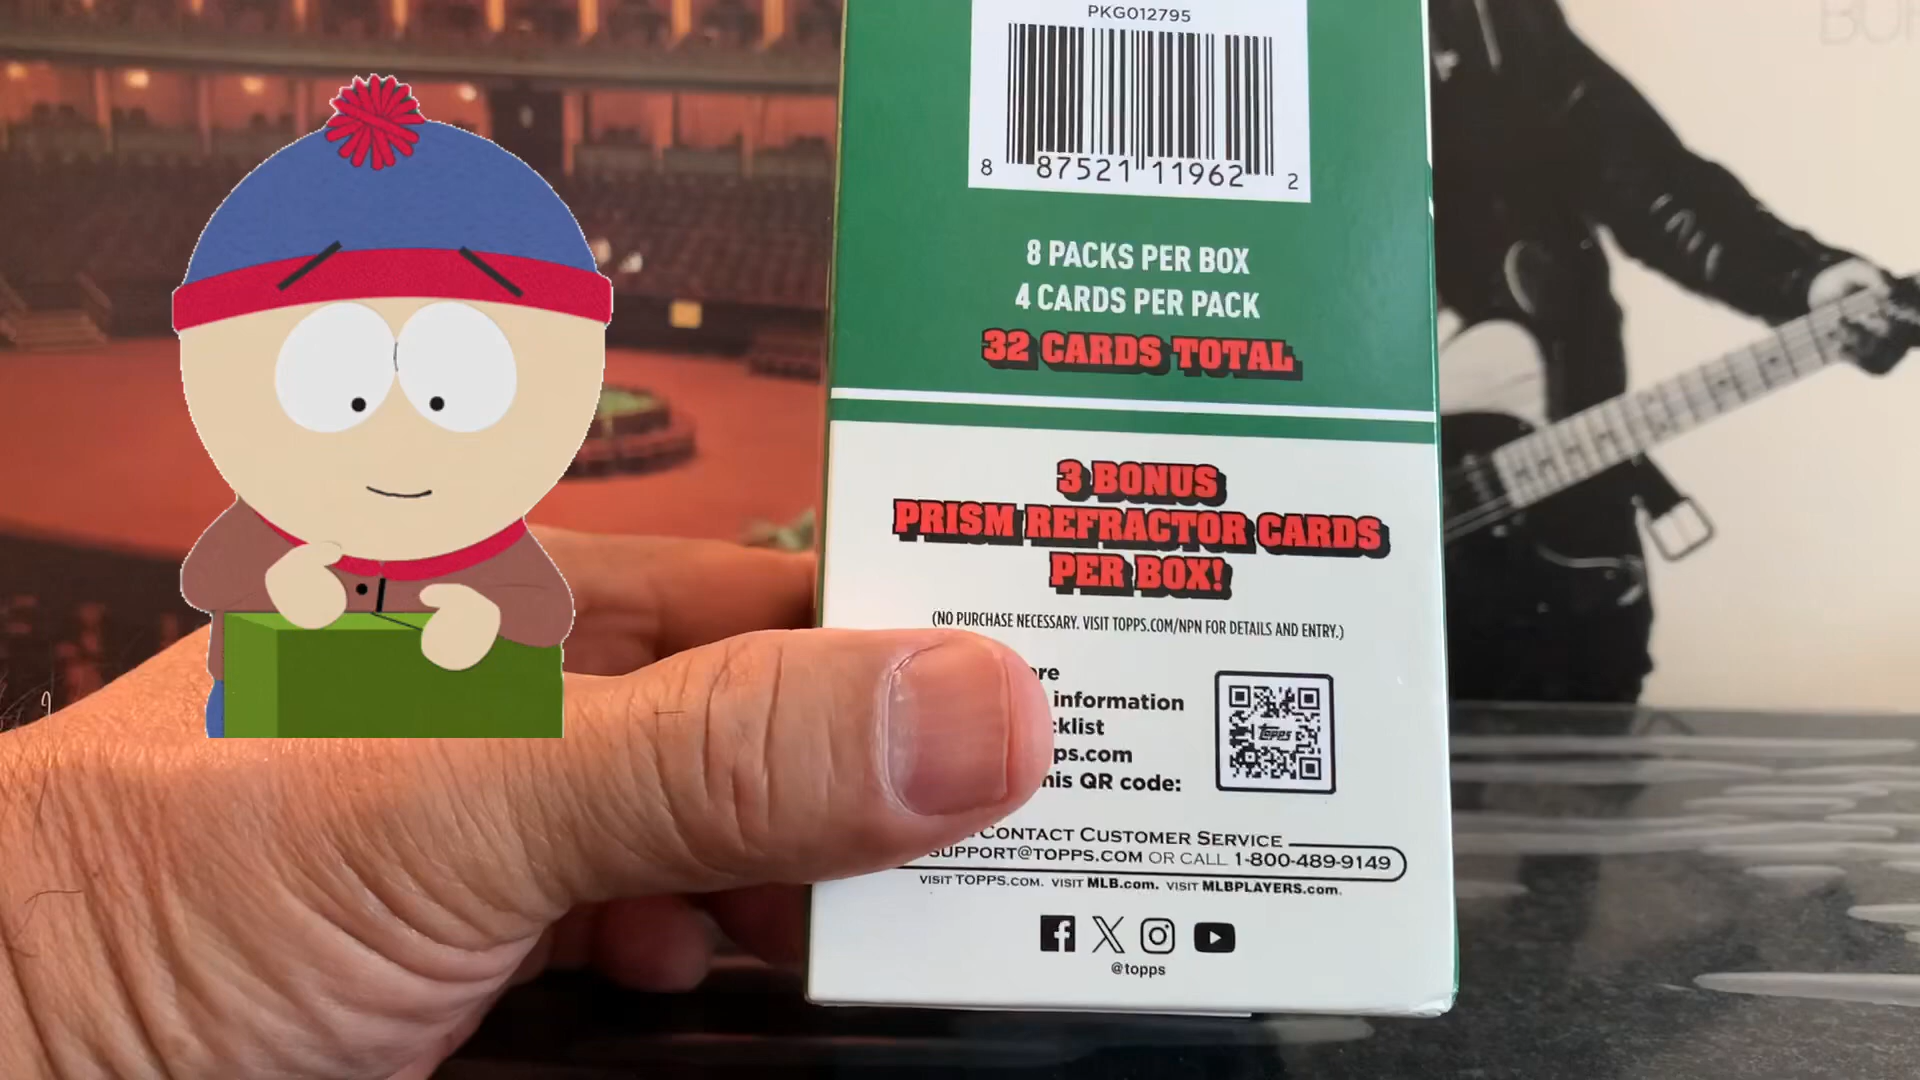 PKG012795
8 87521 11962 2
8 PACKS PER BOX
4 CARDS PER PACK
32 CARDS TOTAL
3 BONUS
PRISM REFRACTOR CARDS
PER BOX!
(NO PURCHASE NECESSARY. VISIT TOPPS.COM/NPN FOR DETAILS AND ENTRY.)
information
his QR code:
topps
CONTACT CUSTOMER SERVICE
SUPPORT@TOPPS.COM OR CALL 1-800-489-9149
VISIT TOPPS.COM. VISIT MLB.com. VISIT MLBPLAYERS.com.
@topps